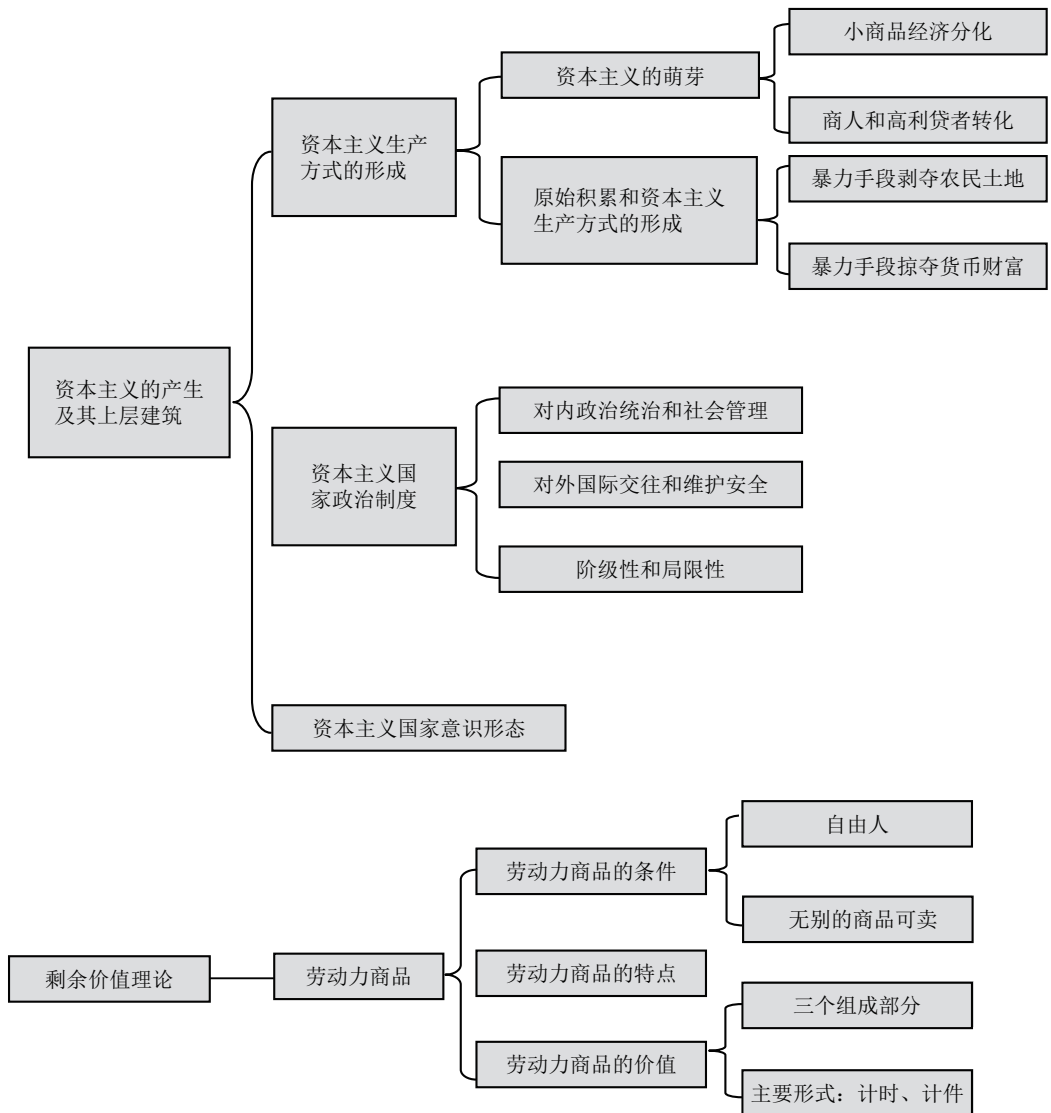 小商品经济分化
资本主义的萌芽
商人和高利贷者转化
资本主义生产
方式的形成
暴力手段剥夺农民土地
原始积累和资本主义
生产方式的形成
暴力手段掠夺货币财富
资本主义的产生
及其上层建筑
对内政治统治和社会管理
资本主义国
家政治制度
对外国际交往和维护安全
阶级性和局限性
资本主义国家意识形态
自由人
劳动力商品的条件
无别的商品可卖
剩余价值理论
劳动力商品
劳动力商品的特点
三个组成部分
劳动力商品的价值
主要形式：计时、计件